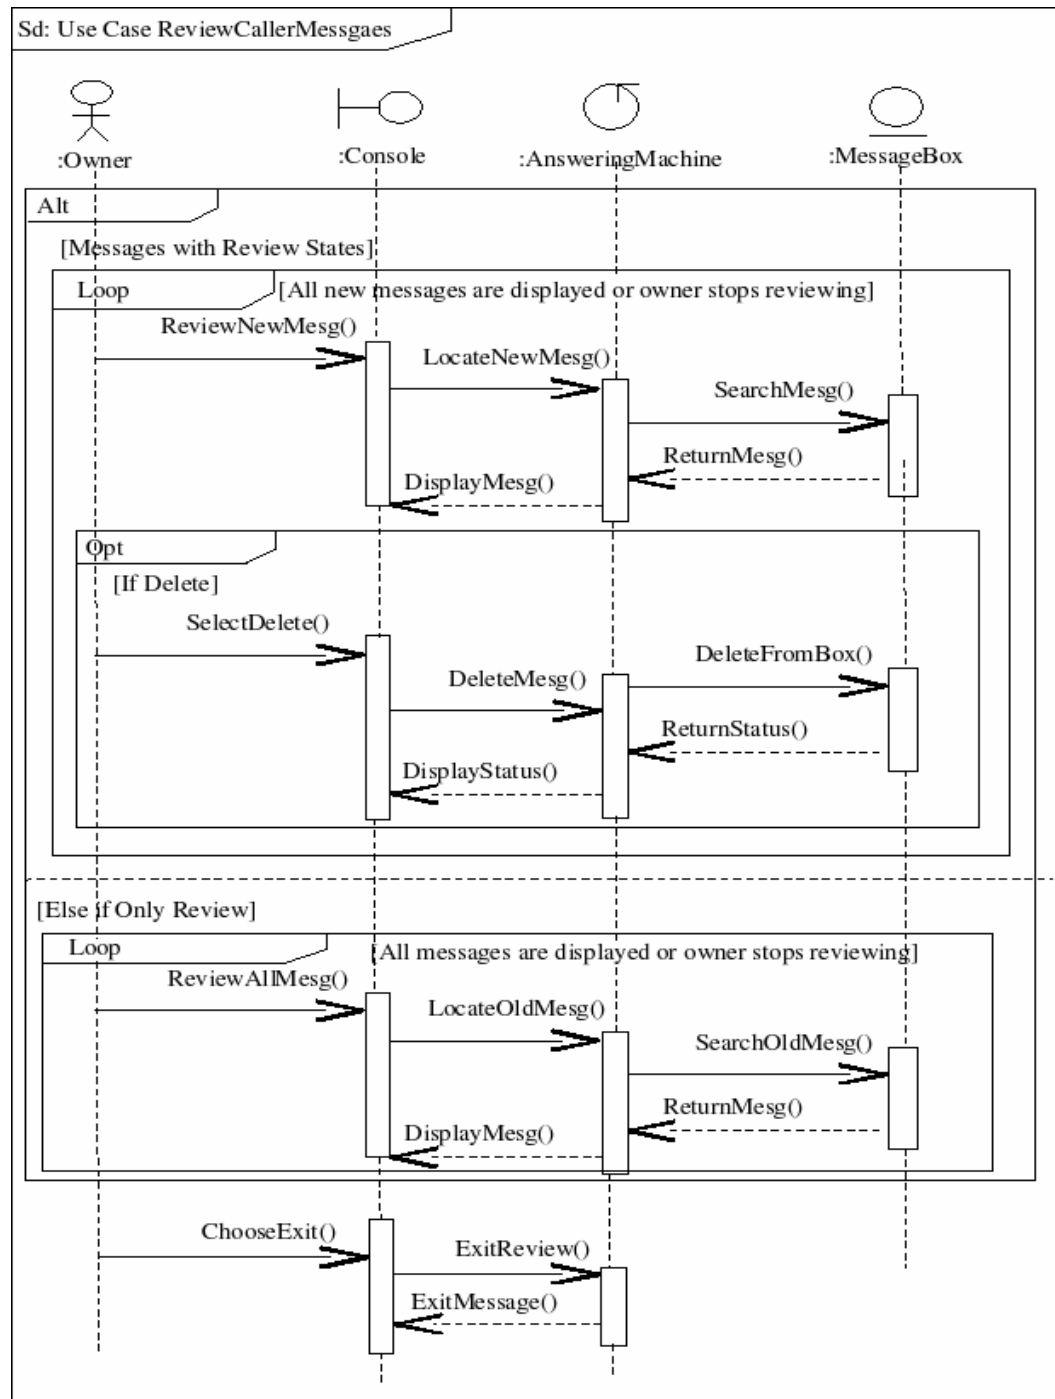 Sd: Use Case ReviewCallerMessgaes
:Owner
:Console
:AnsweringMachine
:MessageBox
Alt
[Messages with Review States]
Loop
[All new messages are displayed or owner stops reviewing]
ReviewNewMesg()
LocateNewMesg()
SearchMesg()
ReturnMesg()
DisplayMesg()
Opt
[If Delete]
SelectDelete()
DeleteFromBox()
DeleteMesg()
ReturnStatus()
DisplayStatus()
[Else if Only Review]
Loop
[All messages are displayed or owner stops reviewing]
ReviewAllMesg()
LocateOldMesg()
SearchOldMesg()
ReturnMesg()
DisplayMesg()
ChooseExit()
ExitReview()
ExitMessage()